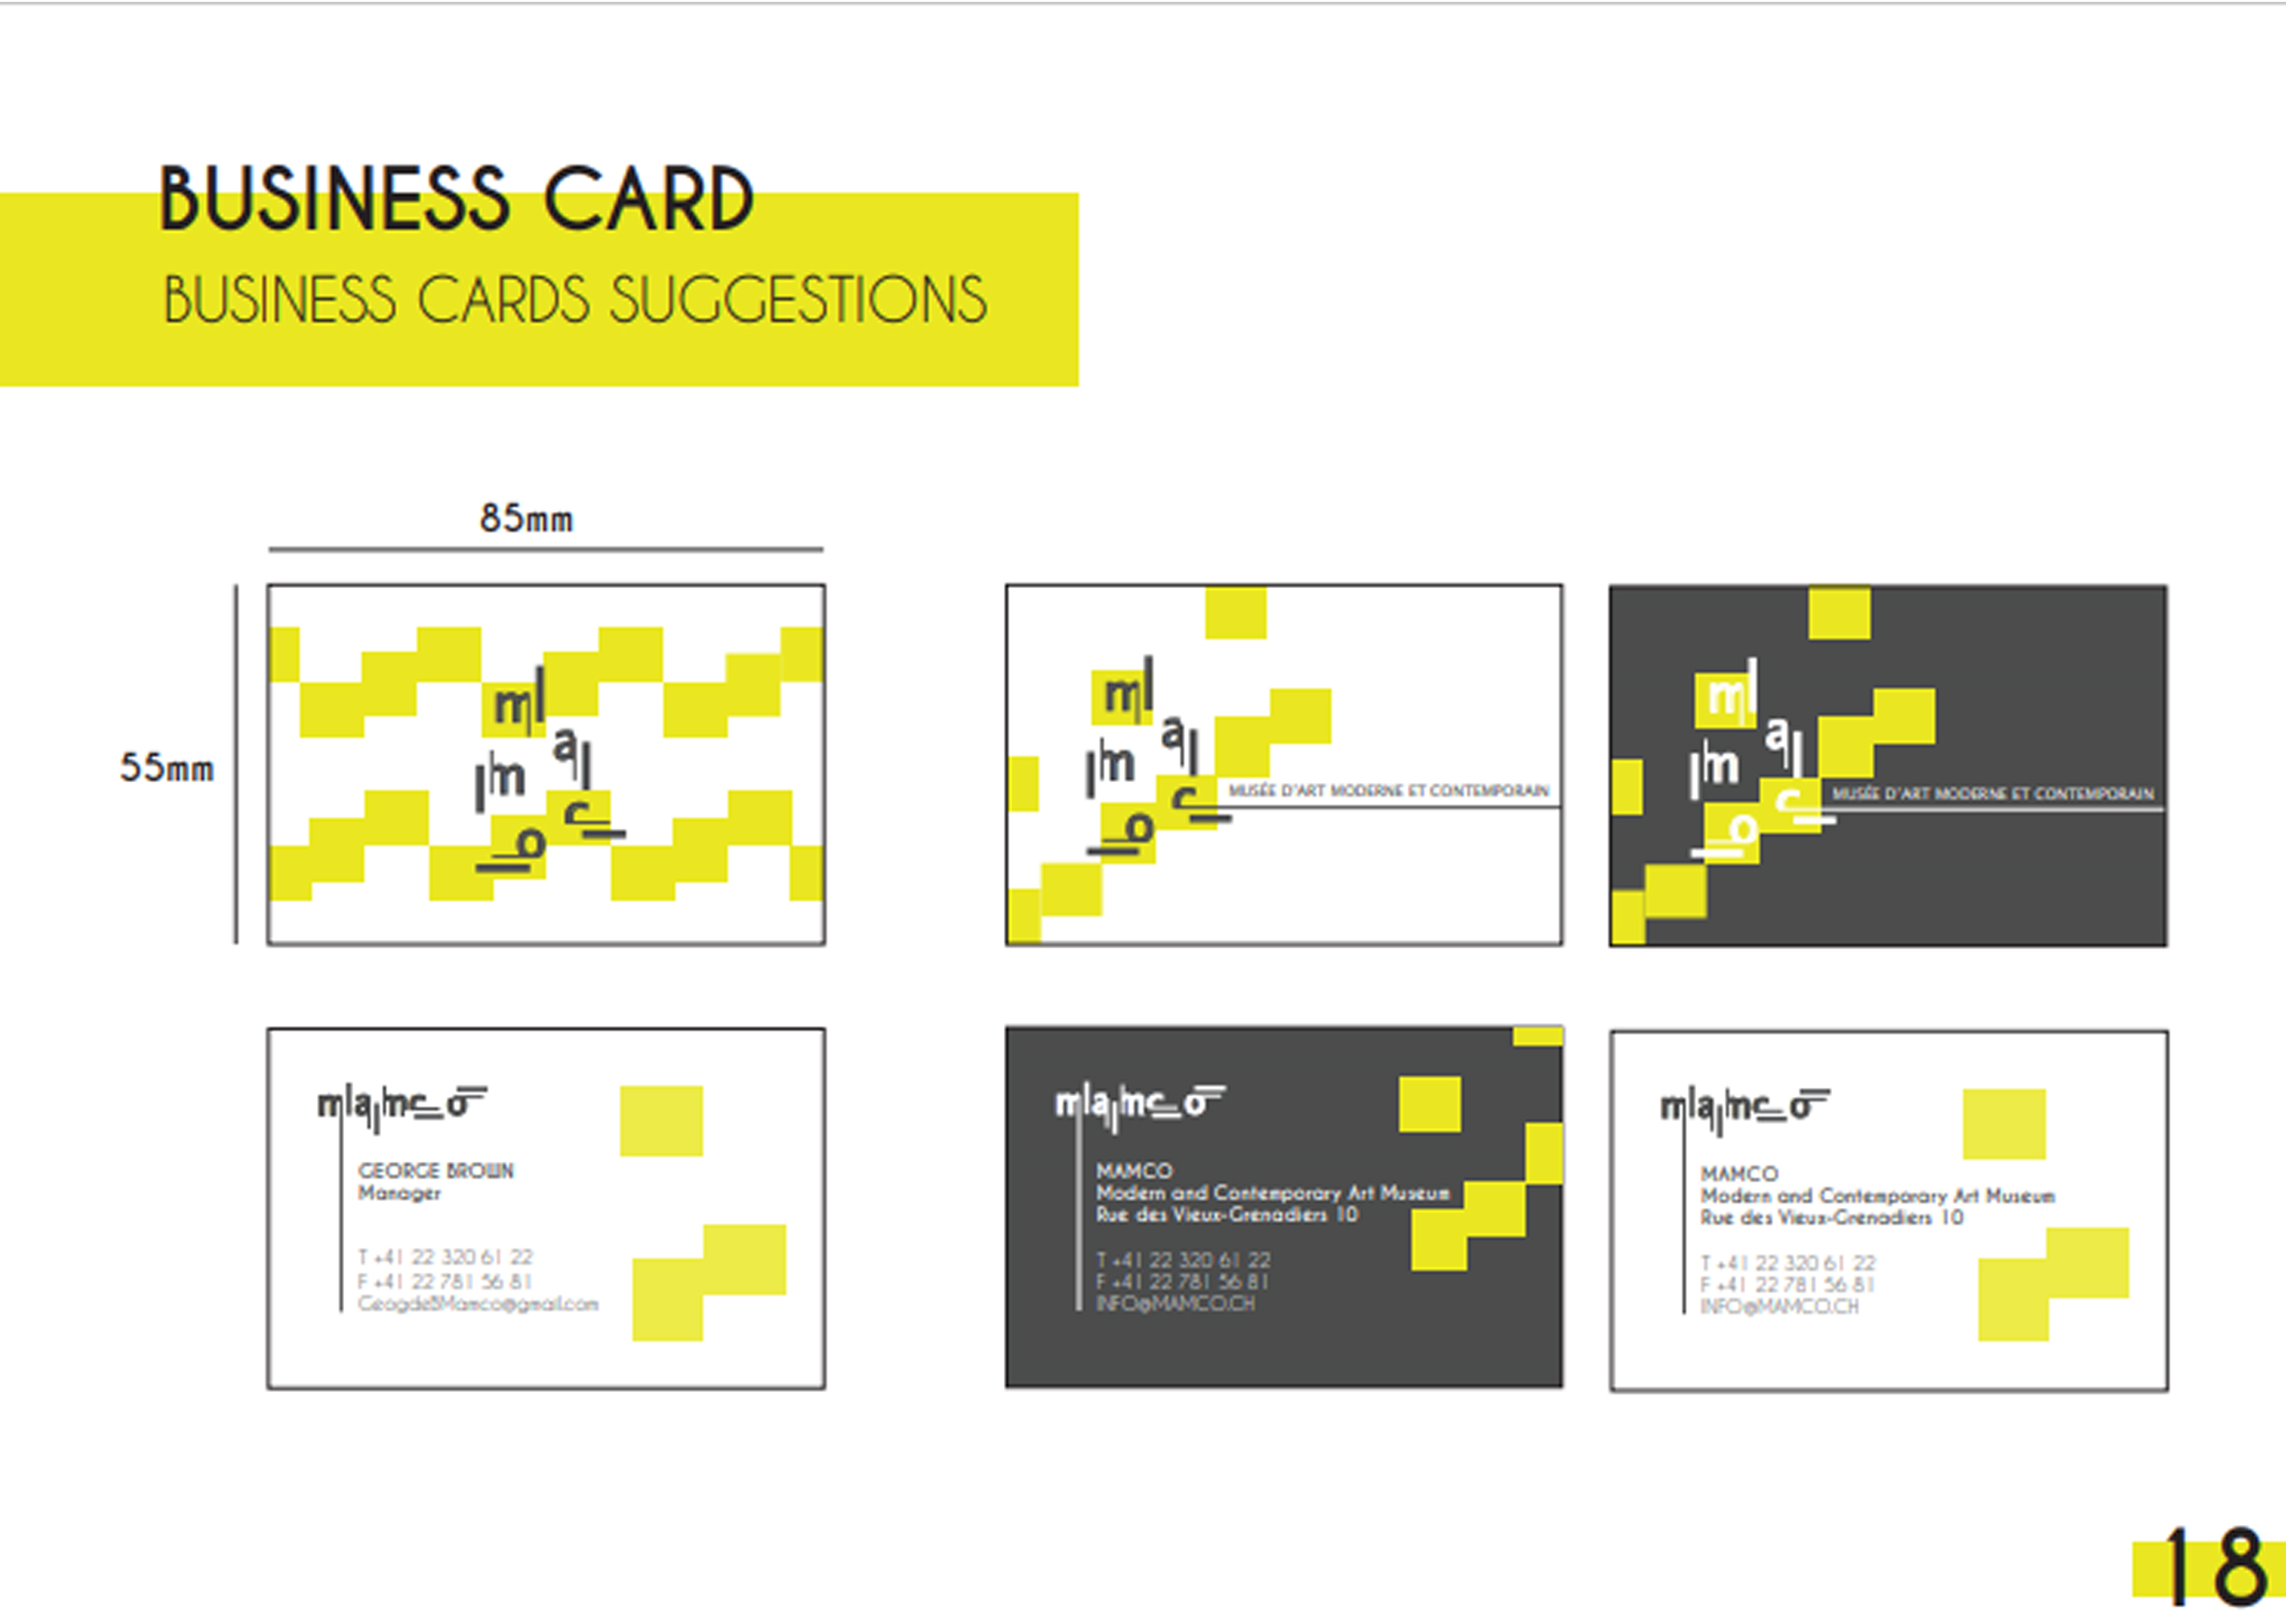 BUSINESS CARD
BUSINESS CARDS SUGGESTIONS
85mm
55mm
m
a
m
c
o
m
a
m
c
o
MUSÉE D'ART MODERNE ET CONTEMPORAIN
m
a
m
c
o
MUSÉE D'ART MODERNE ET CONTEMPORAIN
mamco
GEORGE BROWN
Manager
T +41 22 320 61 22
F +41 22 781 56 81
GeogdeBMamco@gmail.com
mamco
MAMCO
Modern and Contemporary Art Museum
Rue des Vieux-Grenadiers 10
T +41 22 320 61 22
F +41 22 781 56 81
INFO@MAMCO.CH
mamco
MAMCO
Modern and Contemporary Art Museum
Rue des Vieux-Grenadiers 10
T +41 22 320 61 22
F +41 22 781 56 81
INFO@MAMCO.CH
18